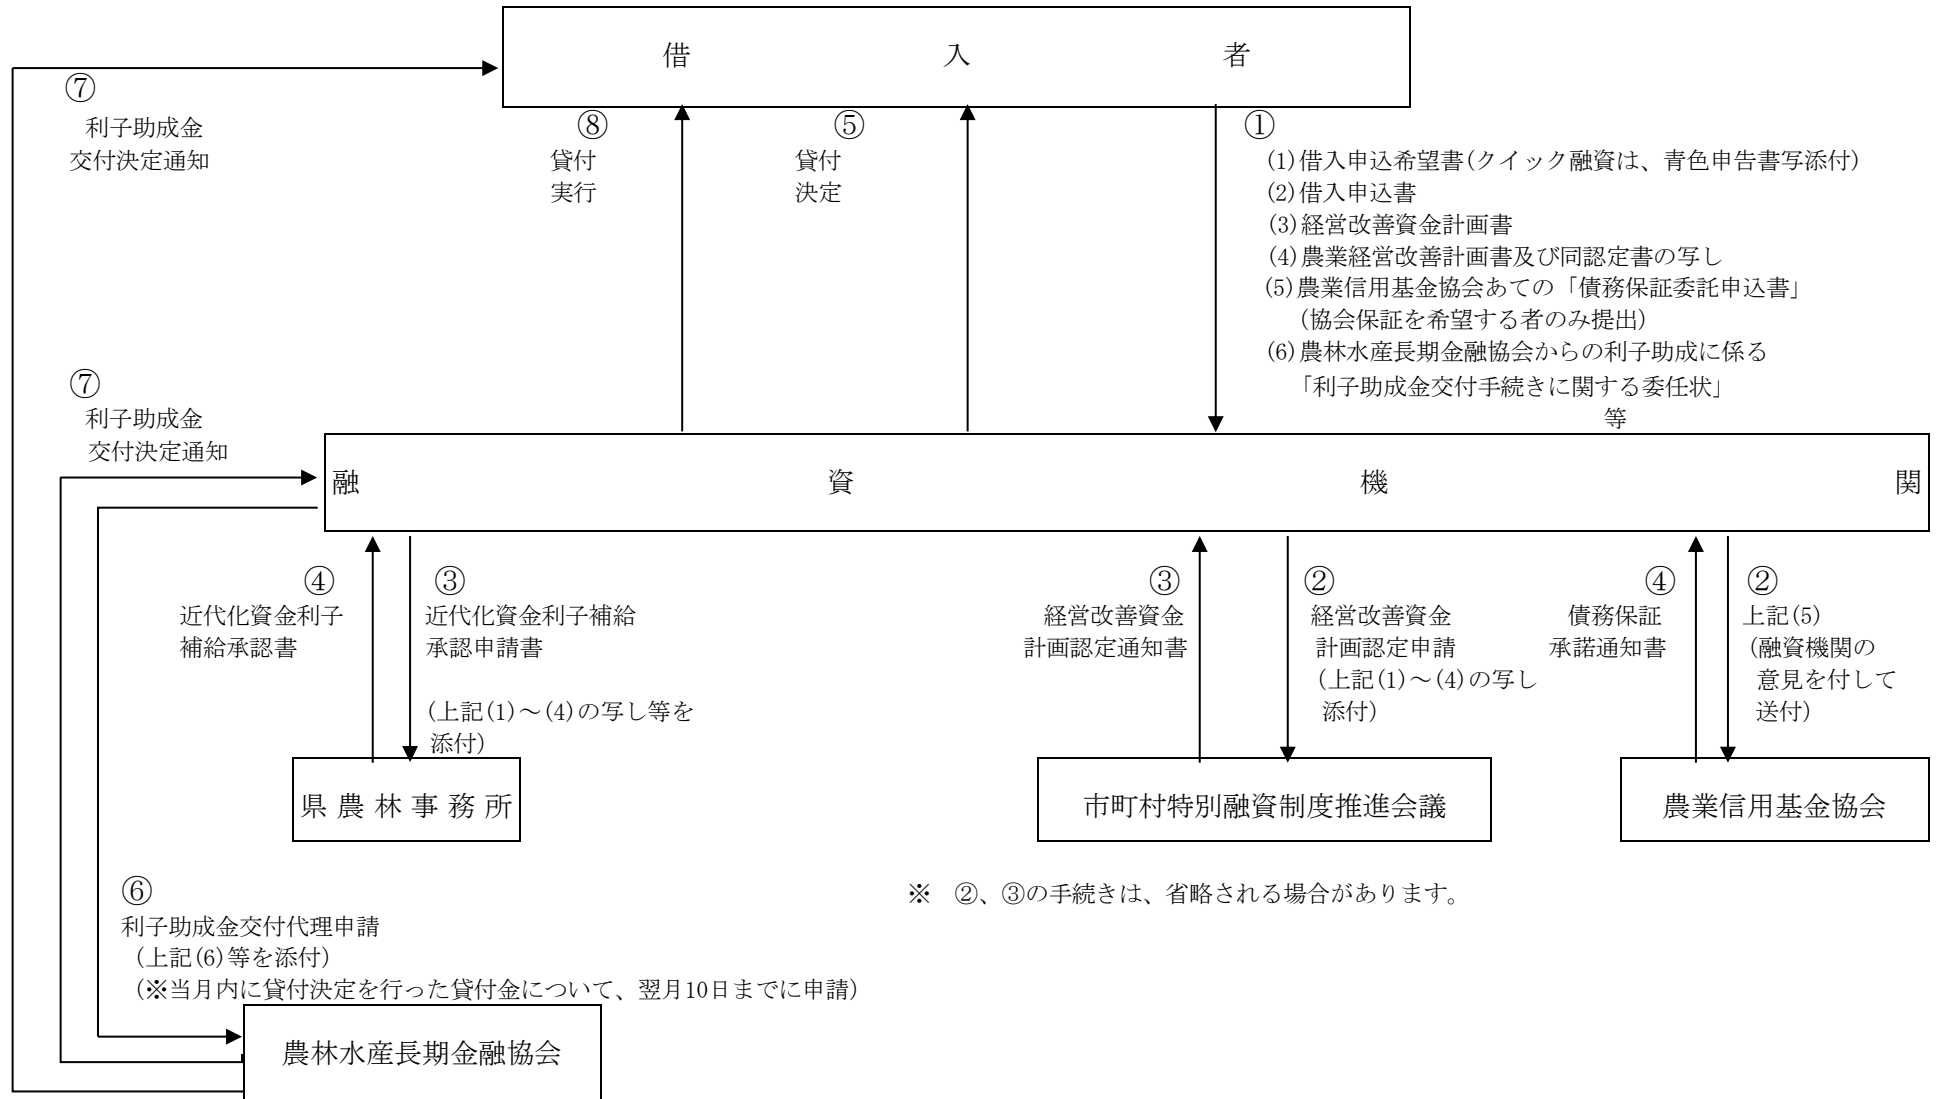 借入者
⑦
利子助成金
交付決定通知
⑧
貸付
実行
⑤
貸付
決定
①
(1)借入申込希望書(クイック融資は、青色申告書写添付)
(2)借入申込書
(3)経営改善資金計画書
(4)農業経営改善計画書及び同認定書の写し
(5)農業信用基金協会あての「債務保証委託申込書」
(協会保証を希望する者のみ提出)
(6)農林水産長期金融協会からの利子助成に係る
「利子助成金交付手続きに関する委任状」
等
⑦
利子助成金
交付決定通知
融資機関
④
近代化資金利子
補給承認書
③
近代化資金利子補給
承認申請書
(上記(1)～(4)の写し等を
添付)
③
経営改善資金
計画認定通知書
②
経営改善資金
計画認定申請
(上記(1)～(4)の写し
添付)
④
債務保証
承諾通知書
②
上記(5)
(融資機関の
意見を付して
送付)
県農林事務所
市町村特別融資制度推進会議
農業信用基金協会
※　②、③の手続きは、省略される場合があります。
⑥
利子助成金交付代理申請
(上記(6)等を添付)
(※当月内に貸付決定を行った貸付金について、翌月10日までに申請)
農林水産長期金融協会